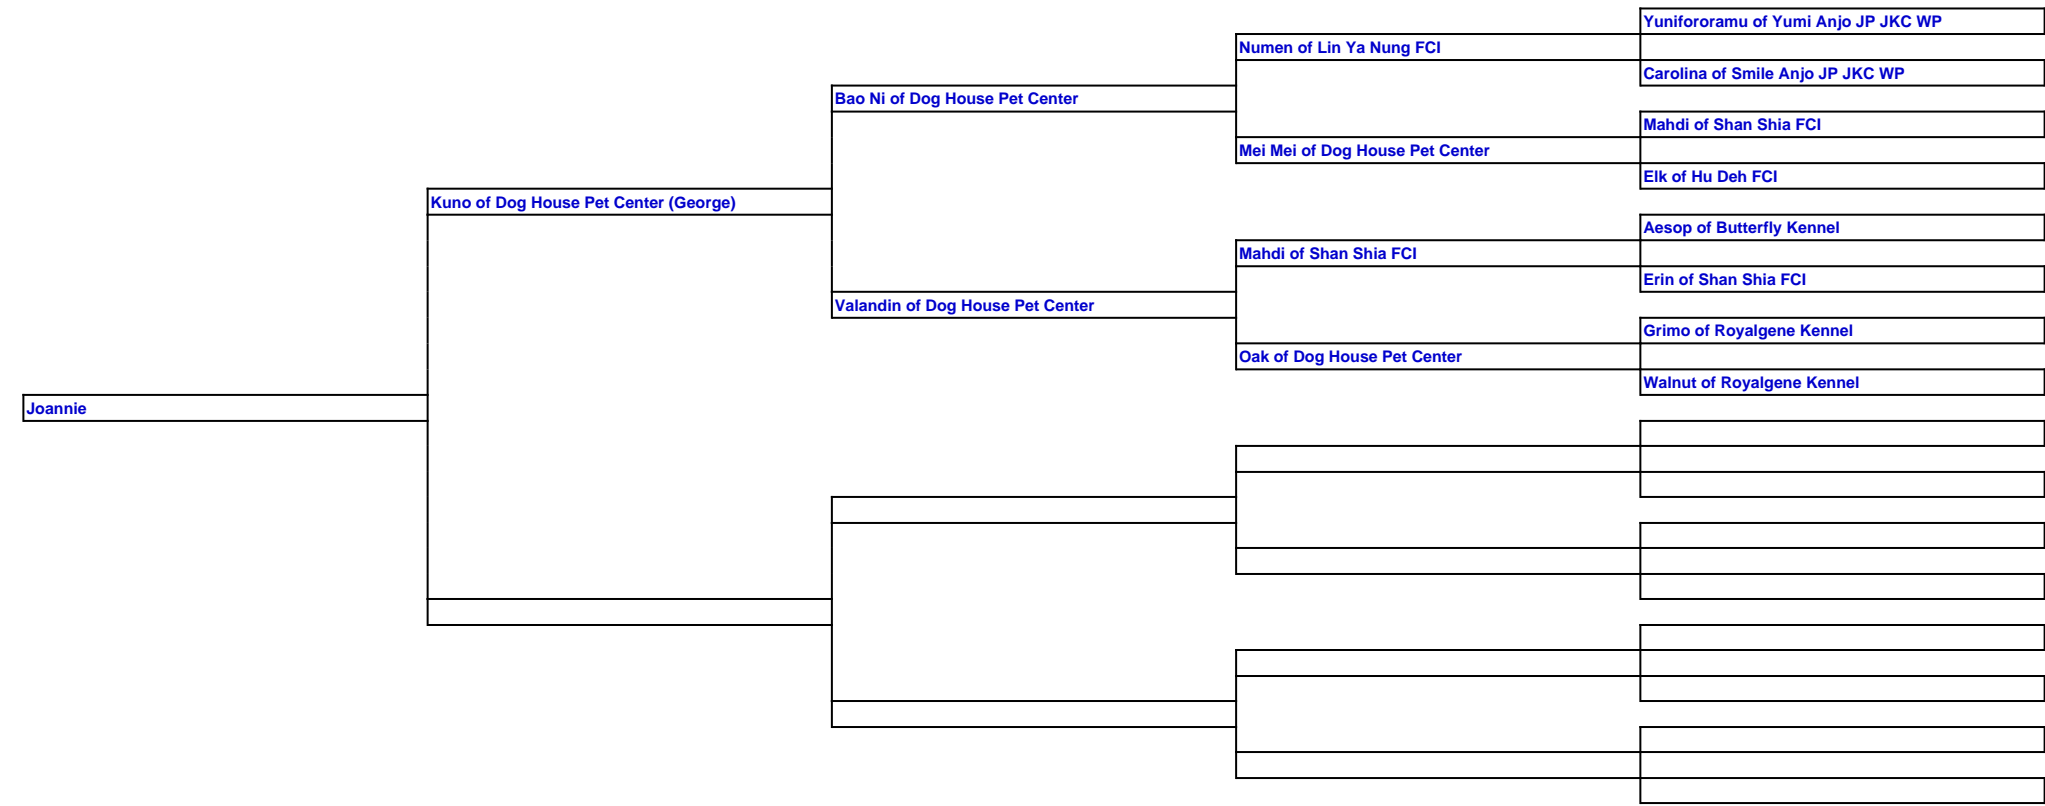 Yunifororamu of Yumi Anjo JP JKC WP
Numen of Lin Ya Nung FCI
Carolina of Smile Anjo JP JKC WP
Bao Ni of Dog House Pet Center
Mahdi of Shan Shia FCI
Mei Mei of Dog House Pet Center
Elk of Hu Deh FCI
Kuno of Dog House Pet Center (George)
Aesop of Butterfly Kennel
Mahdi of Shan Shia FCI
Erin of Shan Shia FCI
Valandin of Dog House Pet Center
Grimo of Royalgene Kennel
Oak of Dog House Pet Center
Walnut of Royalgene Kennel
Joannie